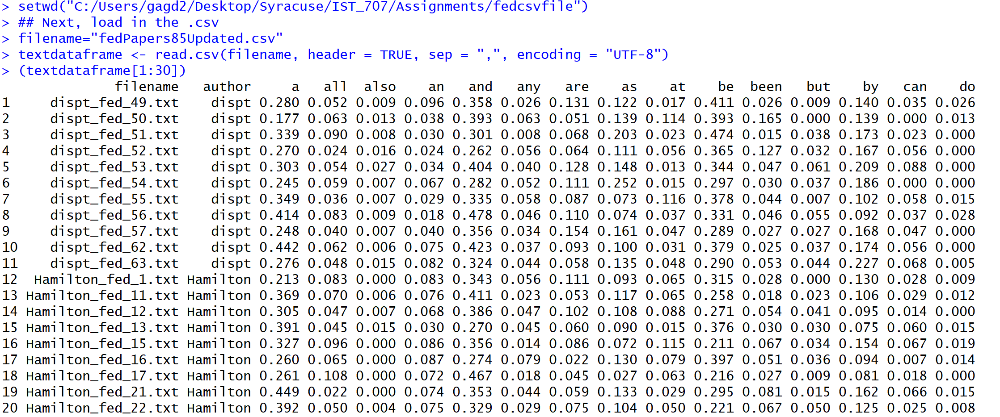 > setwd("C:/Users/gagd2/Desktop/Syracuse/IST_707/Assignments/fedcsvfile")
> ## Next, load in the .csv
> filename="fedPapers85Updated.csv"
> textdataframe <- read.csv(filename, header = TRUE, sep = ",", encoding = "UTF-8")
> (textdataframe[1:30])
filename author a all also an and any are as at be been but by can do
1 dispt_fed_49.txt dispt 0.280 0.052 0.009 0.096 0.358 0.026 0.131 0.122 0.017 0.411 0.026 0.009 0.140 0.035 0.026
2 dispt_fed_50.txt dispt 0.177 0.063 0.013 0.038 0.393 0.063 0.051 0.139 0.114 0.393 0.165 0.000 0.139 0.000 0.013
3 dispt_fed_51.txt dispt 0.339 0.090 0.008 0.030 0.301 0.008 0.068 0.203 0.023 0.474 0.015 0.038 0.173 0.023 0.000
4 dispt_fed_52.txt dispt 0.270 0.024 0.016 0.024 0.262 0.056 0.064 0.111 0.056 0.365 0.127 0.032 0.167 0.056 0.000
5 dispt_fed_53.txt dispt 0.303 0.054 0.027 0.034 0.404 0.040 0.128 0.148 0.013 0.344 0.047 0.061 0.209 0.088 0.000
6 dispt_fed_54.txt dispt 0.245 0.059 0.007 0.067 0.282 0.052 0.111 0.252 0.015 0.297 0.030 0.037 0.186 0.000 0.000
7 dispt_fed_55.txt dispt 0.349 0.036 0.007 0.029 0.335 0.058 0.087 0.073 0.116 0.378 0.044 0.007 0.102 0.058 0.015
8 dispt_fed_56.txt dispt 0.414 0.083 0.009 0.018 0.478 0.046 0.110 0.074 0.037 0.331 0.046 0.055 0.092 0.037 0.028
9 dispt_fed_57.txt dispt 0.248 0.040 0.007 0.040 0.356 0.034 0.154 0.161 0.047 0.289 0.027 0.027 0.168 0.047 0.000
10 dispt_fed_62.txt dispt 0.442 0.062 0.006 0.075 0.423 0.037 0.093 0.100 0.031 0.379 0.025 0.037 0.174 0.056 0.000
11 dispt_fed_63.txt dispt 0.276 0.048 0.015 0.082 0.324 0.044 0.058 0.135 0.048 0.290 0.053 0.044 0.227 0.068 0.005
12 Hamilton_fed_1.txt Hamilton 0.213 0.083 0.000 0.083 0.343 0.056 0.111 0.093 0.065 0.315 0.028 0.000 0.130 0.028 0.009
13 Hamilton_fed_11.txt Hamilton 0.369 0.070 0.006 0.076 0.411 0.023 0.053 0.117 0.065 0.258 0.018 0.023 0.106 0.029 0.012
14 Hamilton_fed_12.txt Hamilton 0.305 0.047 0.007 0.068 0.386 0.047 0.102 0.108 0.088 0.271 0.054 0.041 0.095 0.014 0.000
15 Hamilton_fed_13.txt Hamilton 0.391 0.045 0.015 0.030 0.270 0.045 0.060 0.090 0.015 0.376 0.030 0.030 0.075 0.060 0.015
16 Hamilton_fed_15.txt Hamilton 0.327 0.096 0.000 0.086 0.356 0.014 0.086 0.072 0.115 0.211 0.067 0.034 0.154 0.067 0.019
17 Hamilton_fed_16.txt Hamilton 0.260 0.065 0.000 0.087 0.274 0.079 0.022 0.130 0.079 0.397 0.051 0.036 0.094 0.007 0.014
18 Hamilton_fed_17.txt Hamilton 0.261 0.108 0.000 0.072 0.467 0.018 0.045 0.027 0.063 0.216 0.027 0.009 0.081 0.018 0.000
19 Hamilton_fed_21.txt Hamilton 0.449 0.022 0.000 0.074 0.353 0.044 0.059 0.133 0.029 0.295 0.081 0.015 0.162 0.066 0.015
20 Hamilton_fed_22.txt Hamilton 0.392 0.050 0.004 0.075 0.329 0.029 0.075 0.104 0.050 0.221 0.067 0.050 0.125 0.025 0.008